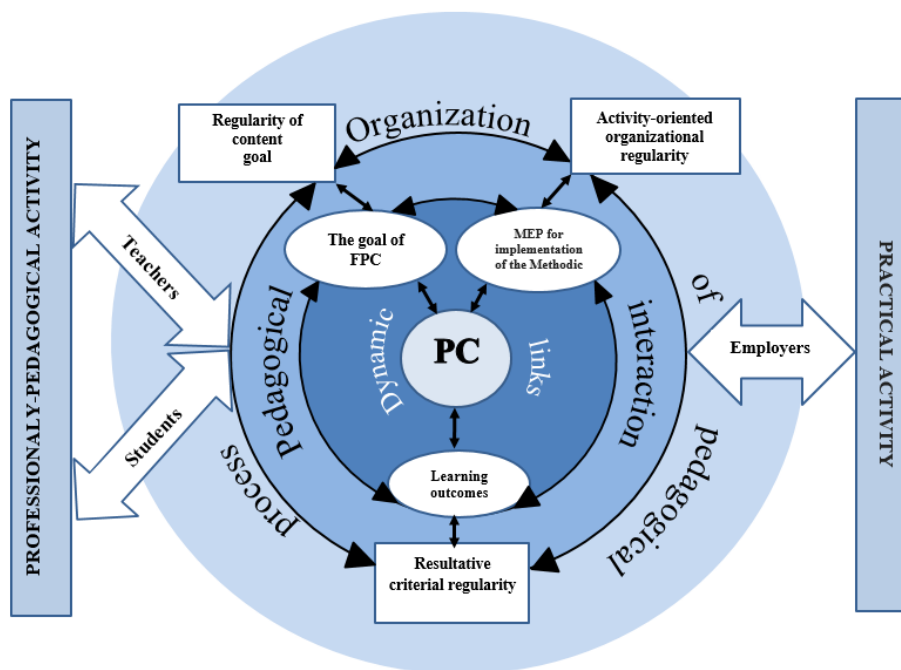 PROFESSIONALLY-PEDAGOGICAL ACTIVITY
Teachers
Students
Regularity of
content
goal
Organization
of
pedagogical
process
Activity-oriented
organizational
regularity
Pedagogical
interaction
The goal of
FPC
MEP for
implementation
of the Methodic
Dynamic
links
PC
Learning
outcomes
Resultative
criterial regularity
Employers
PRACTICAL ACTIVITY